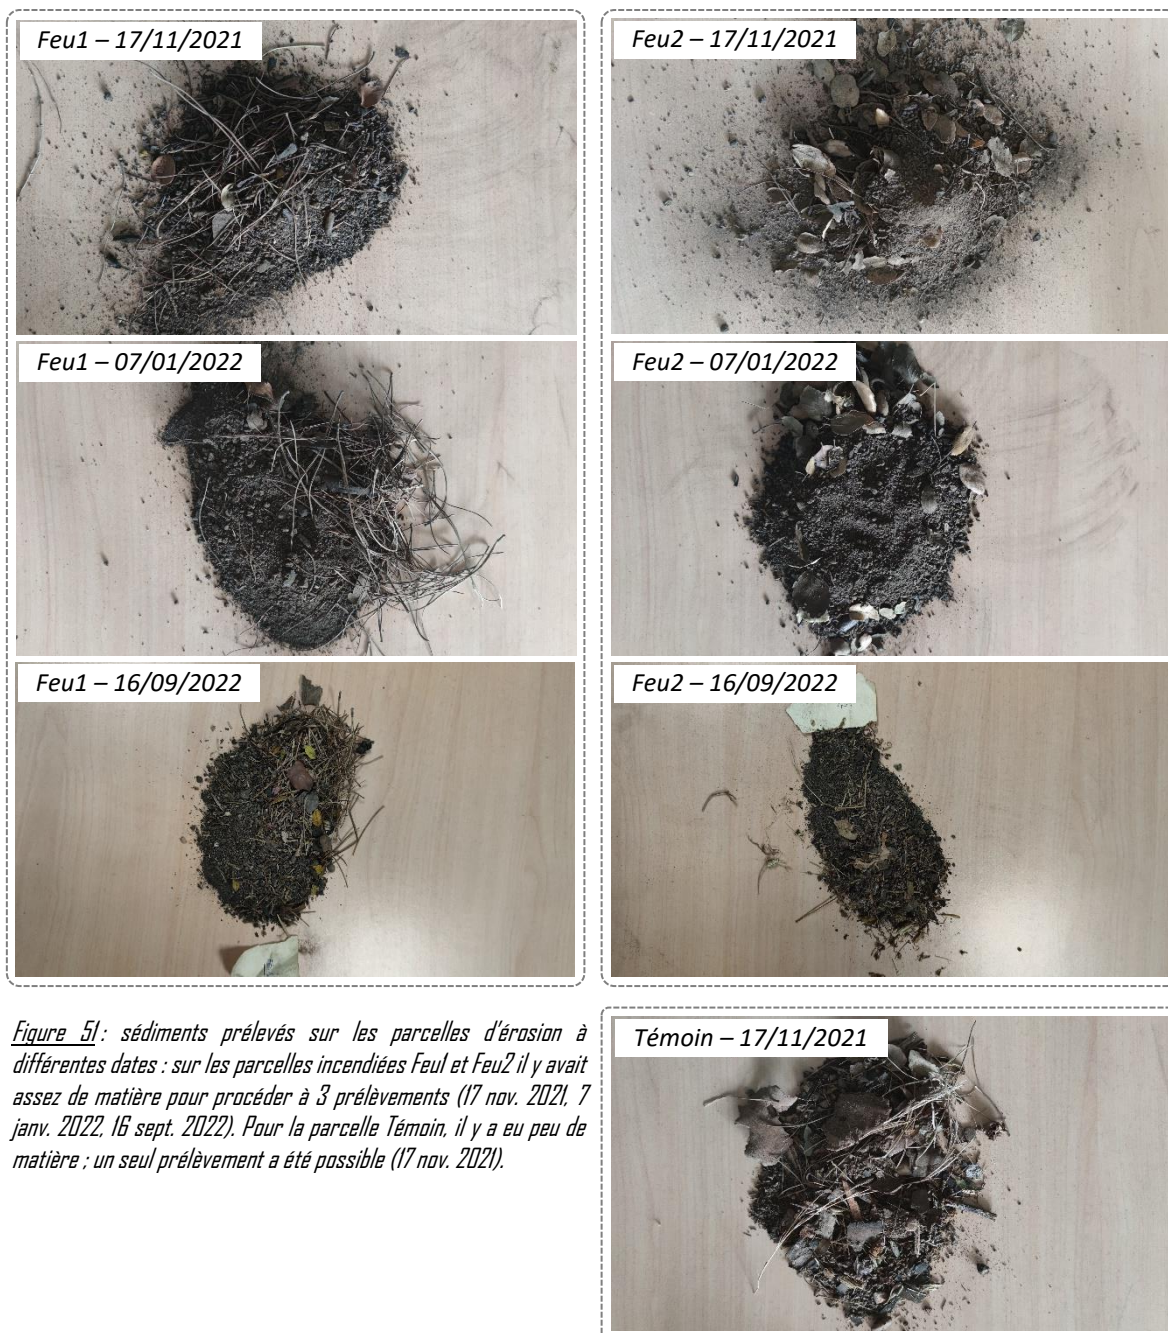 Feu1 – 17/11/2021
Feu2 – 17/11/2021
Feu1 – 07/01/2022
Feu2 – 07/01/2022
Feu1 – 16/09/2022
Feu2 – 16/09/2022
Figure 51 : sédiments prélevés sur les parcelles d'érosion à
différentes dates : sur les parcelles incendiées Feu1 et Feu2 il y avait
assez de matière pour procéder à 3 prélèvements (17 nov. 2021, 7
janv. 2022, 16 sept. 2022). Pour la parcelle Témoin, il y a eu peu de
matière ; un seul prélèvement a été possible (17 nov. 2021).
Témoin – 17/11/2021